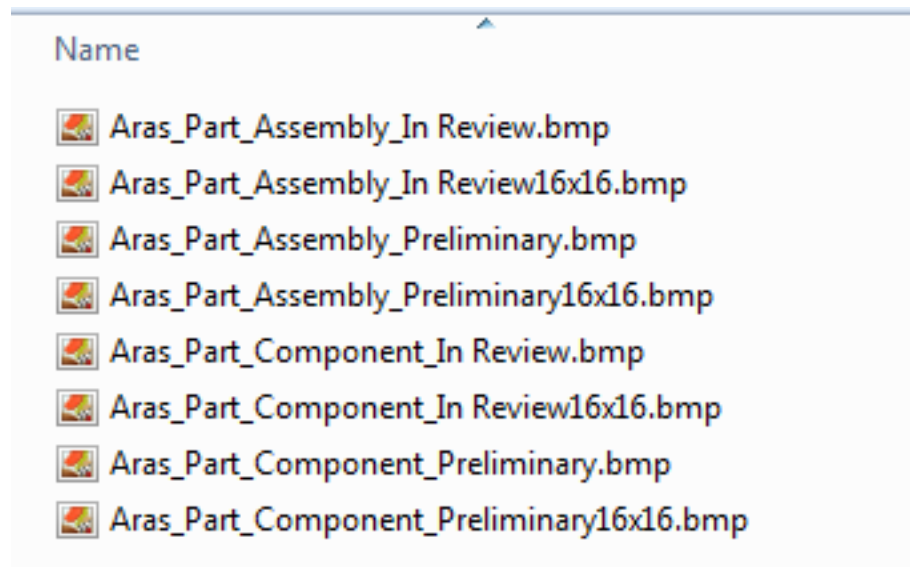 Name
Aras_Part_Assembly_In Review.bmp
Aras_Part_Assembly_In Review16x16.bmp
Aras_Part_Assembly_Preliminary.bmp
Aras_Part_Assembly_Preliminary16x16.bmp
Aras_Part_Component_In Review.bmp
Aras_Part_Component_In Review16x16.bmp
Aras_Part_Component_Preliminary.bmp
Aras_Part_Component_Preliminary16x16.bmp